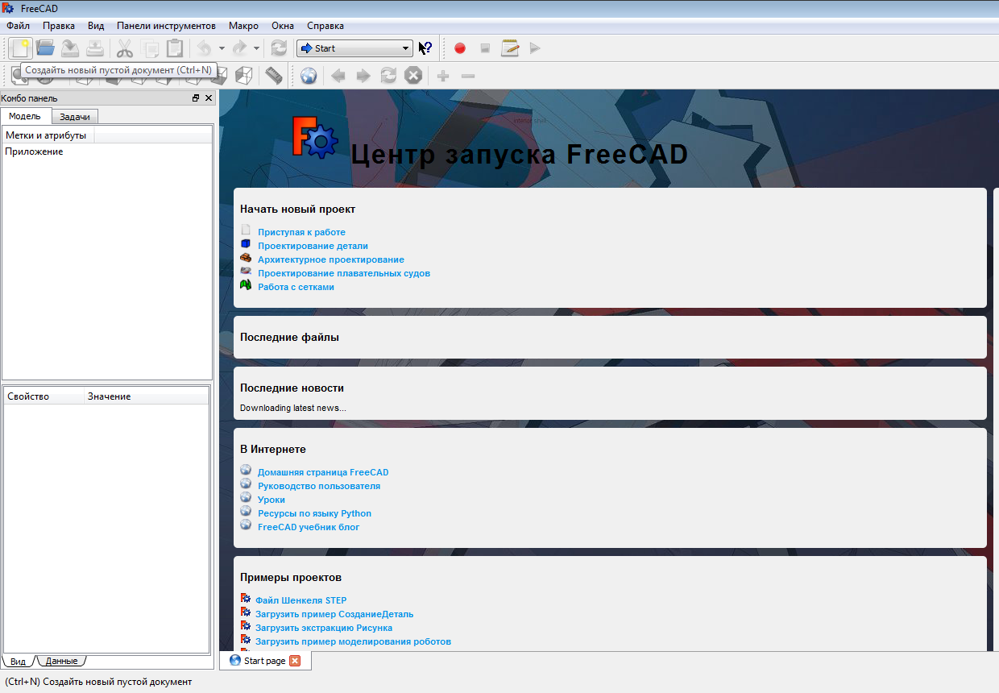 FreeCAD
Файл Правка Вид Панели инструментов Макро Окна Справка
Start
Создайть новый пустой документ (Ctrl+N)
Комбо панель
Модель Задачи
Метки и атрибуты
Приложение
Свойство Значение
Вид Данные
interior shell
Центр запуска FreeCAD
Начать новый проект
Приступая к работе
Проектирование детали
Архитектурное проектирование
Проектирование плавательных судов
Работа с сетками
Последние файлы
Последние новости
Downloading latest news...
В Интернете
Домашняя страница FreeCAD
Руководство пользователя
Уроки
Ресурсы по языку Python
FreeCAD учебник блог
Примеры проектов
Файл Шенкеля STEP
Загрузить пример СозданиеДеталь
Загрузить экстракцию Рисунка
Загрузить пример моделирования роботов
Start page
(Ctrl+N) Создайть новый пустой документ